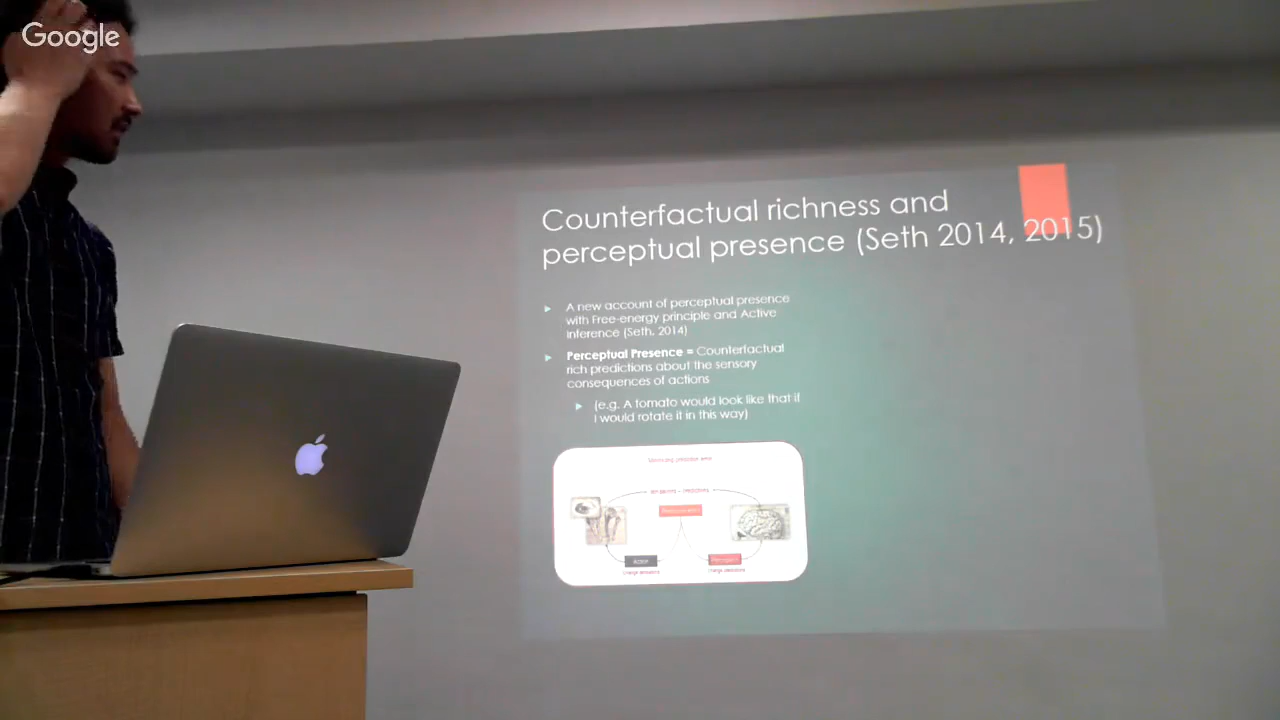 Google
Counterfactual richness and
perceptual presence (Seth 2014, 2015)
A new account of perceptual presence
with Free-energy principle and Active
Inference (Seth, 2014)
Perceptual Presence = Counterfactual
rich predictions about the sensory
consequences of actions
(e.g. A tomato would look like that if
I would rotate it in this way)
Action
Perception